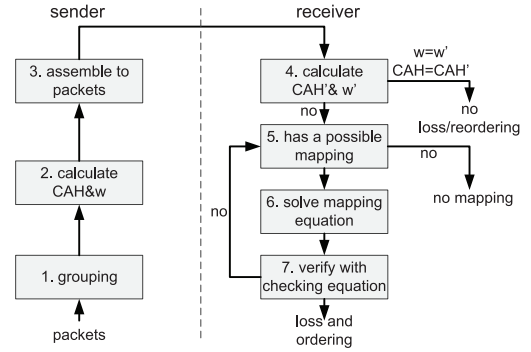 sender
receiver
3. assemble to
packets
2. calculate
CAH&w
1. grouping
packets
4. calculate
CAH'& w'
w=w'
CAH=CAH'
no
loss/reordering
no
5. has a possible
mapping
no
no mapping
6. solve mapping
equation
no
7. verify with
checking equation
loss and
ordering